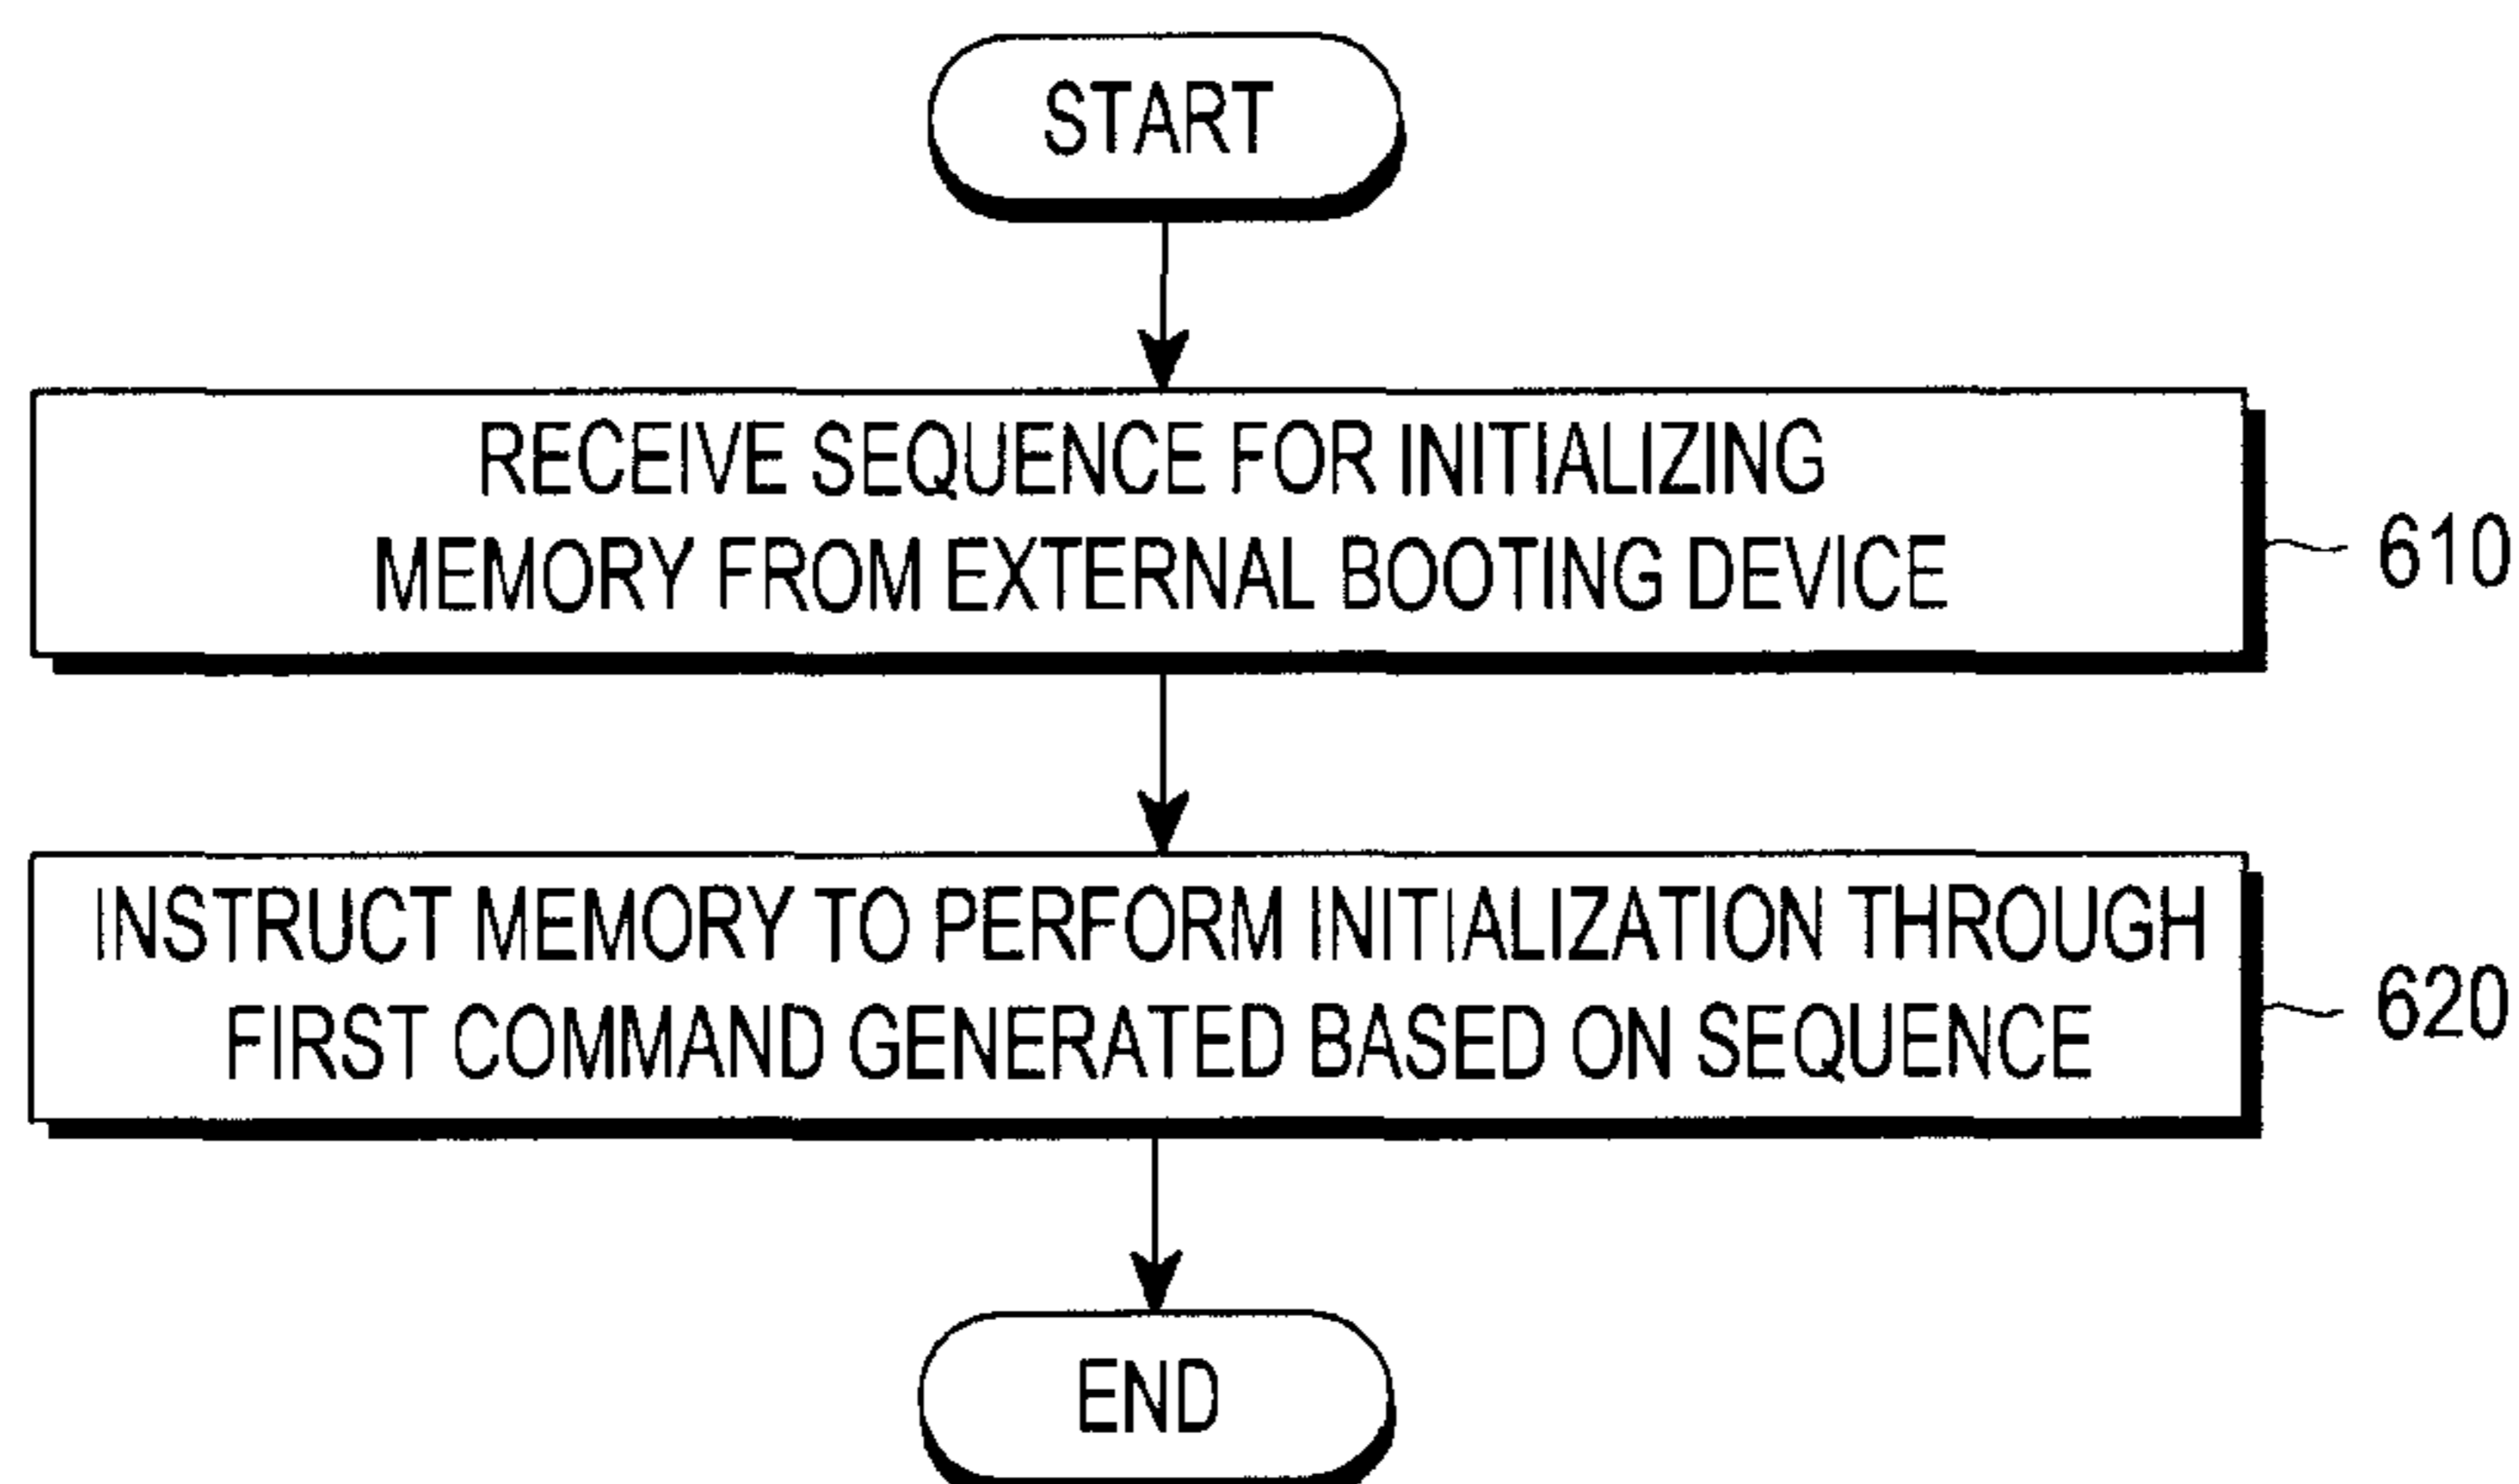 START
RECEIVE SEQUENCE FOR INITIALIZING
MEMORY FROM EXTERNAL BOOTING DEVICE
610
INSTRUCT MEMORY TO PERFORM INITIALIZATION THROUGH
FIRST COMMAND GENERATED BASED ON SEQUENCE
620
END